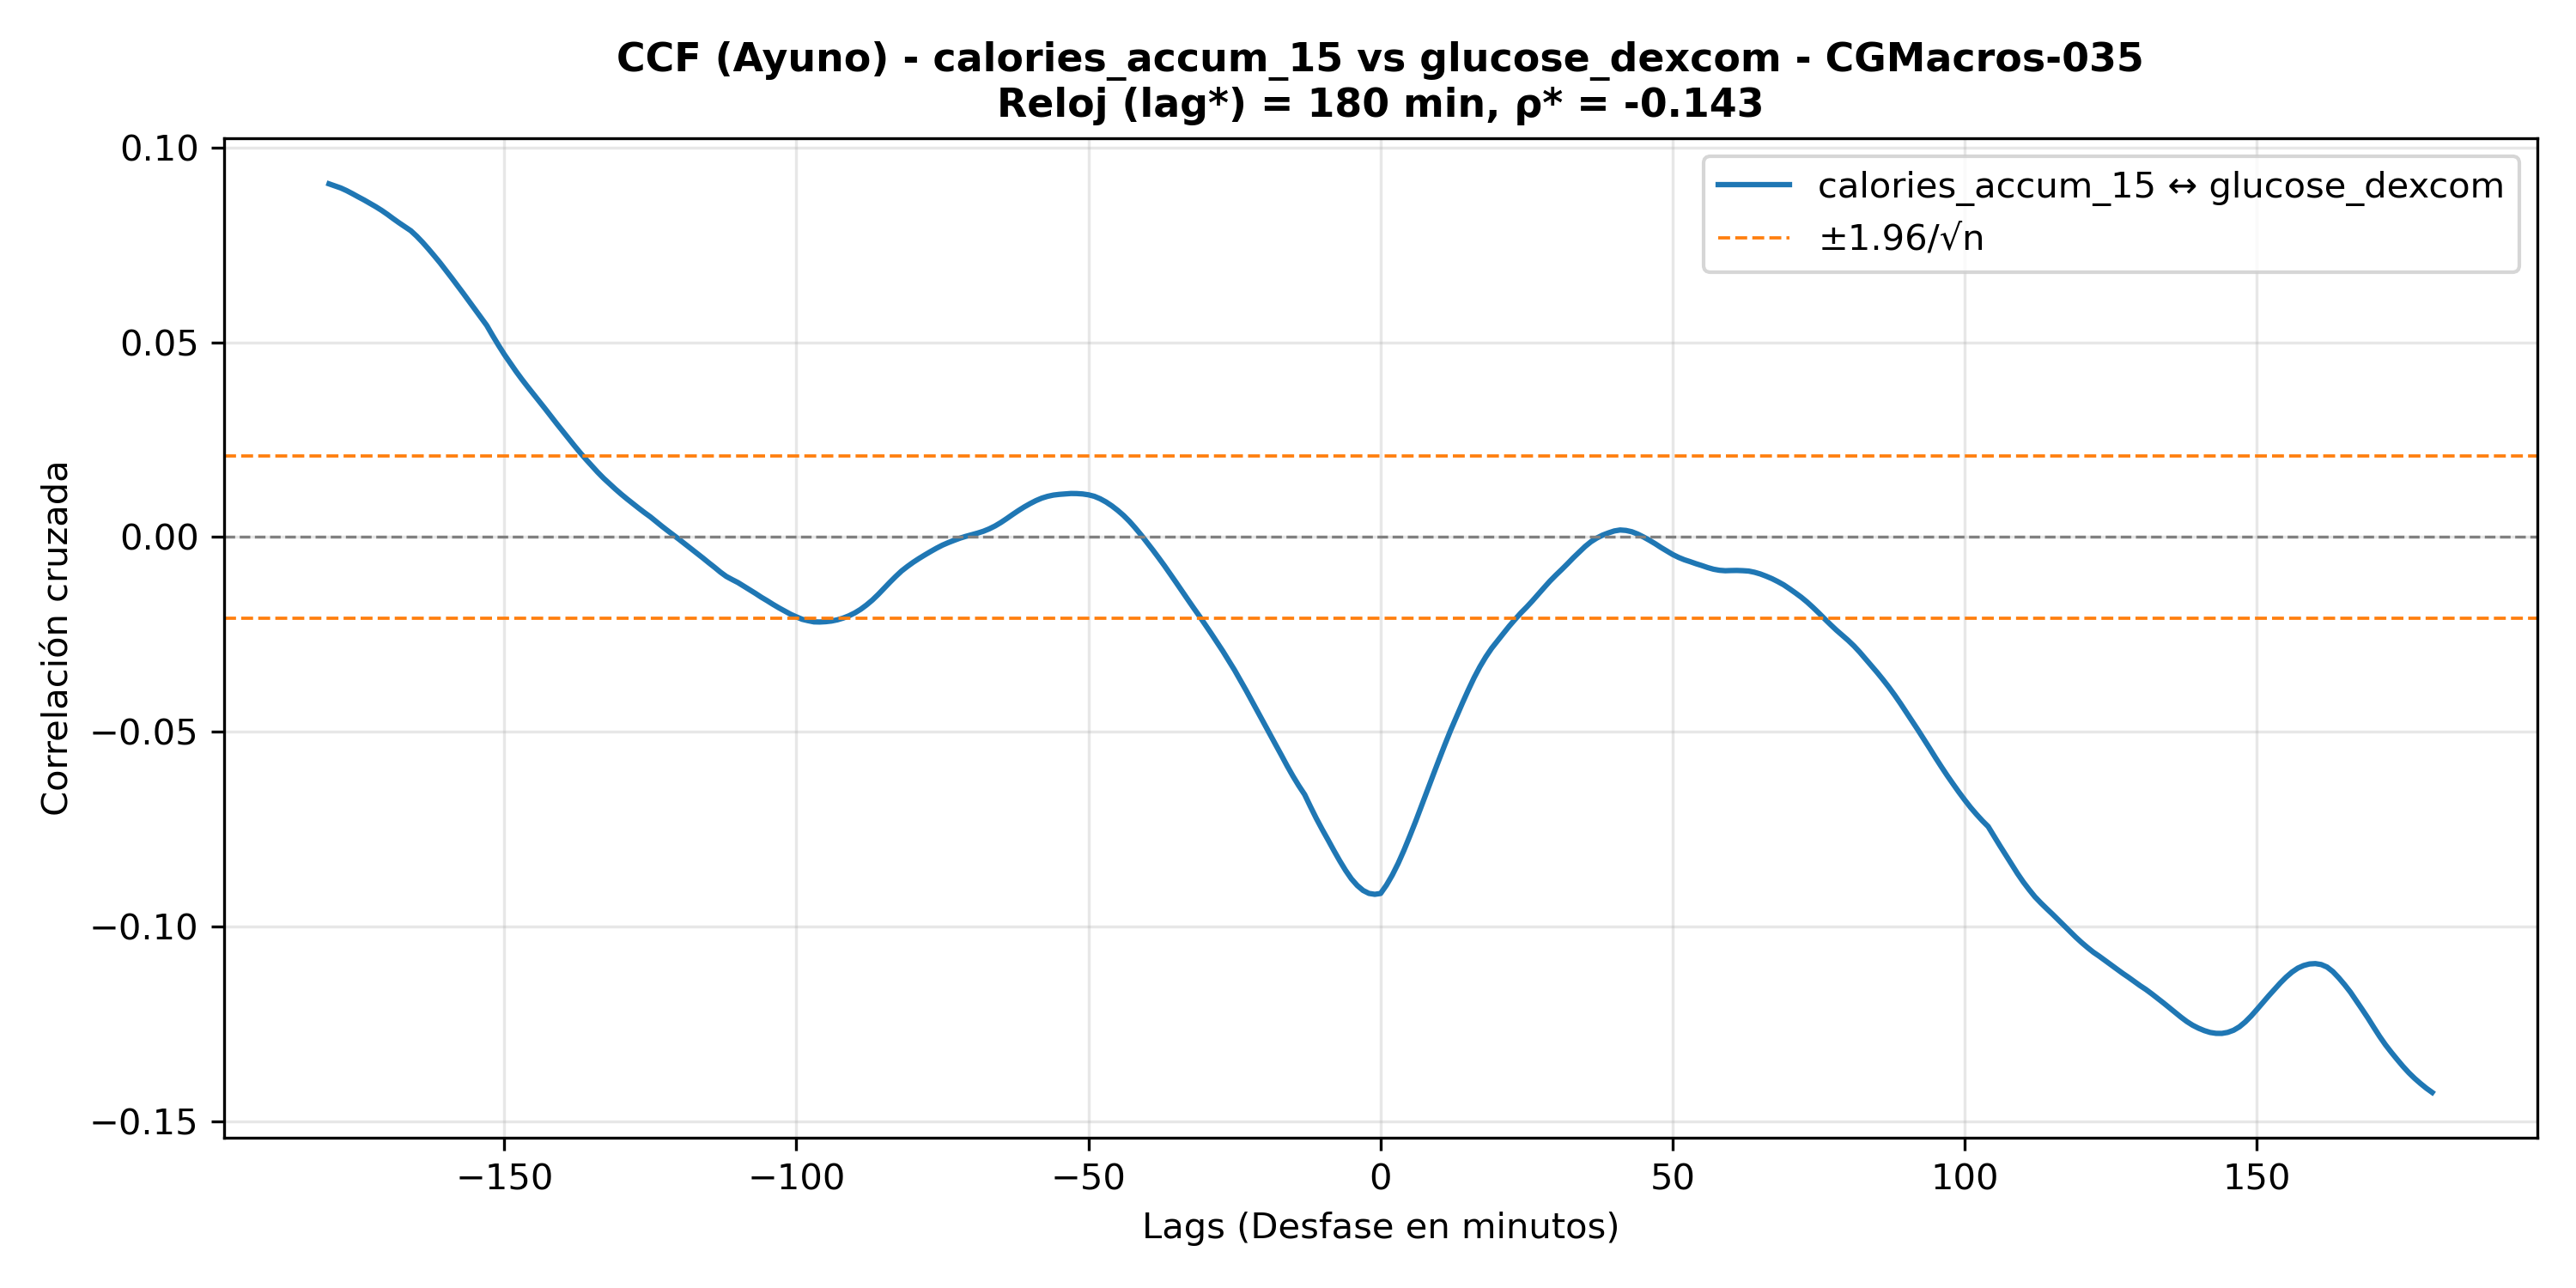 CCF (Ayuno) - calories_accum_15 vs glucose_dexcom - CGMacros-035
Reloj (lag*) = 180 min, ρ* = -0.143
calories_accum_15 ↔ glucose_dexcom
±1.96/√n
Correlación cruzada
0.10
0.05
0.00
−0.05
−0.10
−0.15
−150
−100
−50
0
50
100
150
Lags (Desfase en minutos)